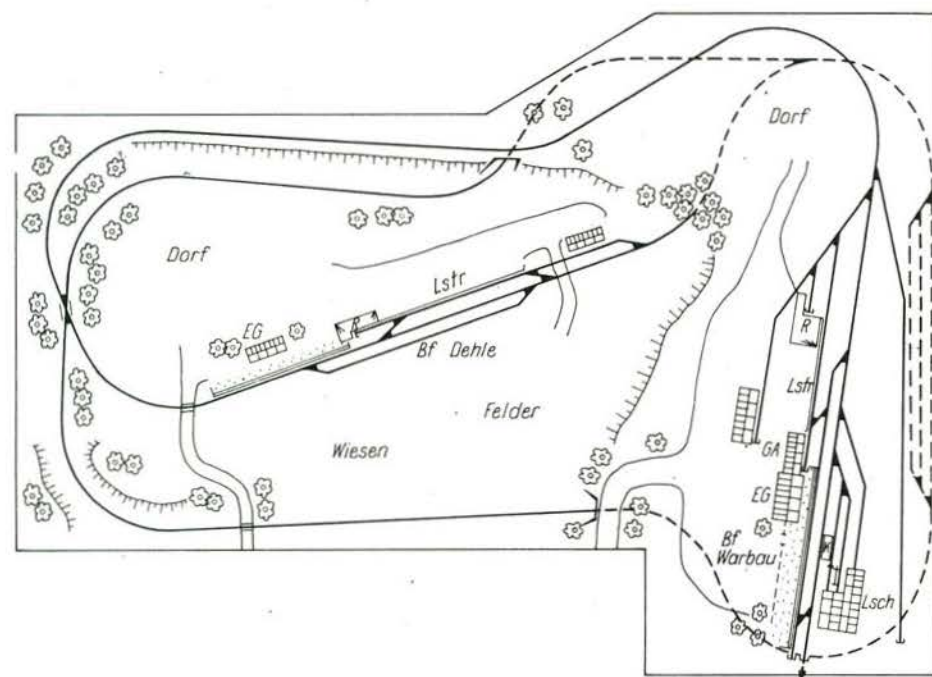 Dorf
Dorf
Lstr
R
EG
Bf Dehle
R
Lstr
Felder
Wiesen
GA
EG
Bf
Warbau
Lsch